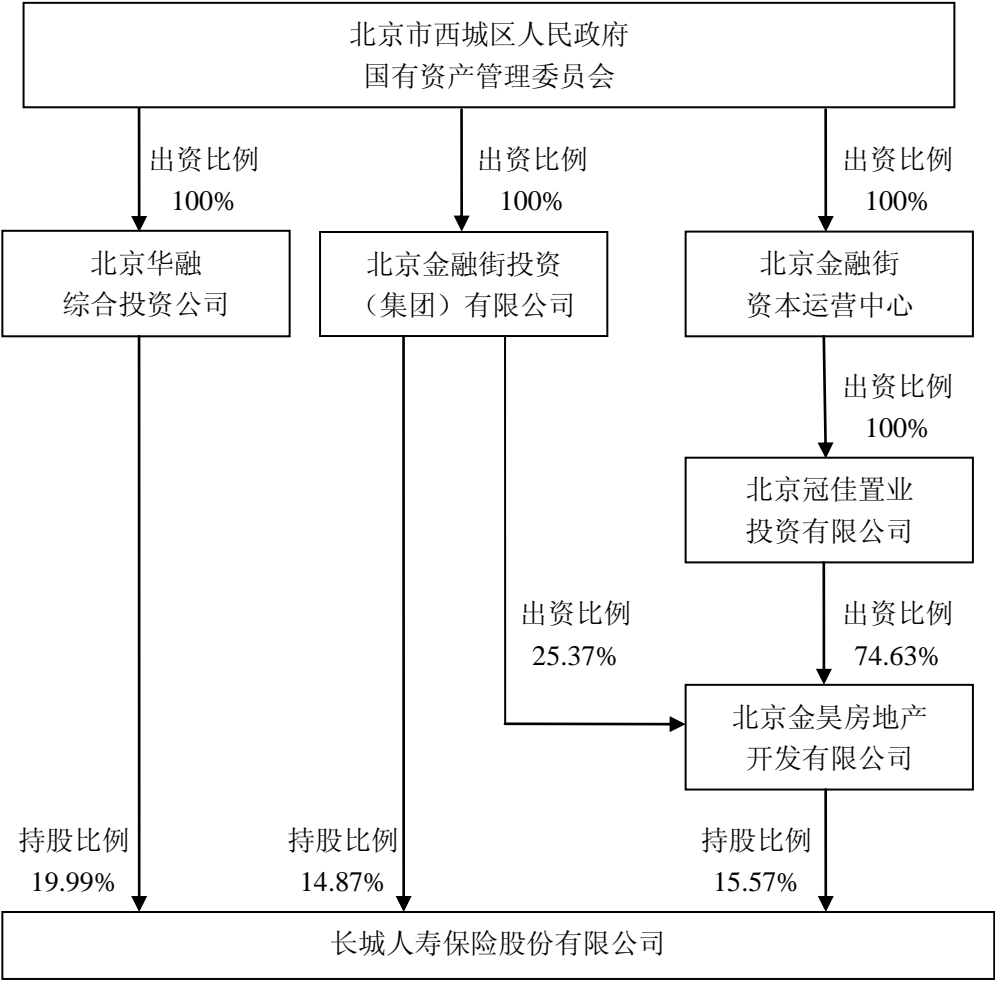 北京市西城区人民政府
国有资产管理委员会
出资比例
100%
出资比例
100%
出资比例
100%
北京华融
综合投资公司
北京金融街投资
（集团）有限公司
北京金融街
资本运营中心
出资比例
100%
北京冠佳置业
投资有限公司
出资比例
25.37%
出资比例
74.63%
北京金昊房地产
开发有限公司
持股比例
19.99%
持股比例
14.87%
持股比例
15.57%
长城人寿保险股份有限公司